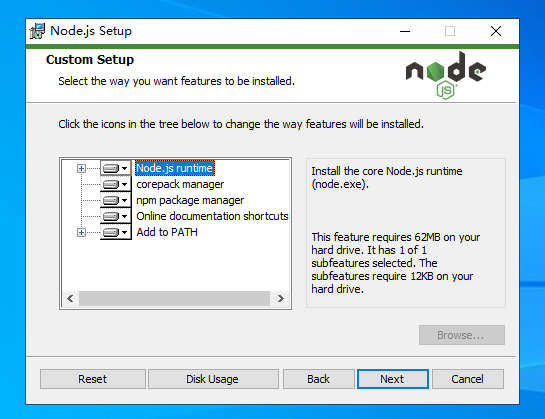 Node.js Setup
Custom Setup
Select the way you want features to be installed.
node
JS
Click the icons in the tree below to change the way features will be installed.
Node.js runtime
corepack manager
npm package manager
Online documentation shortcuts
Add to PATH
Install the core Node.js runtime
(node.exe).
This feature requires 62MB on your
hard drive. It has 1 of 1
subfeatures selected. The
subfeatures require 12KB on your
hard drive.
Browse...
Reset
Disk Usage
Back
Next
Cancel